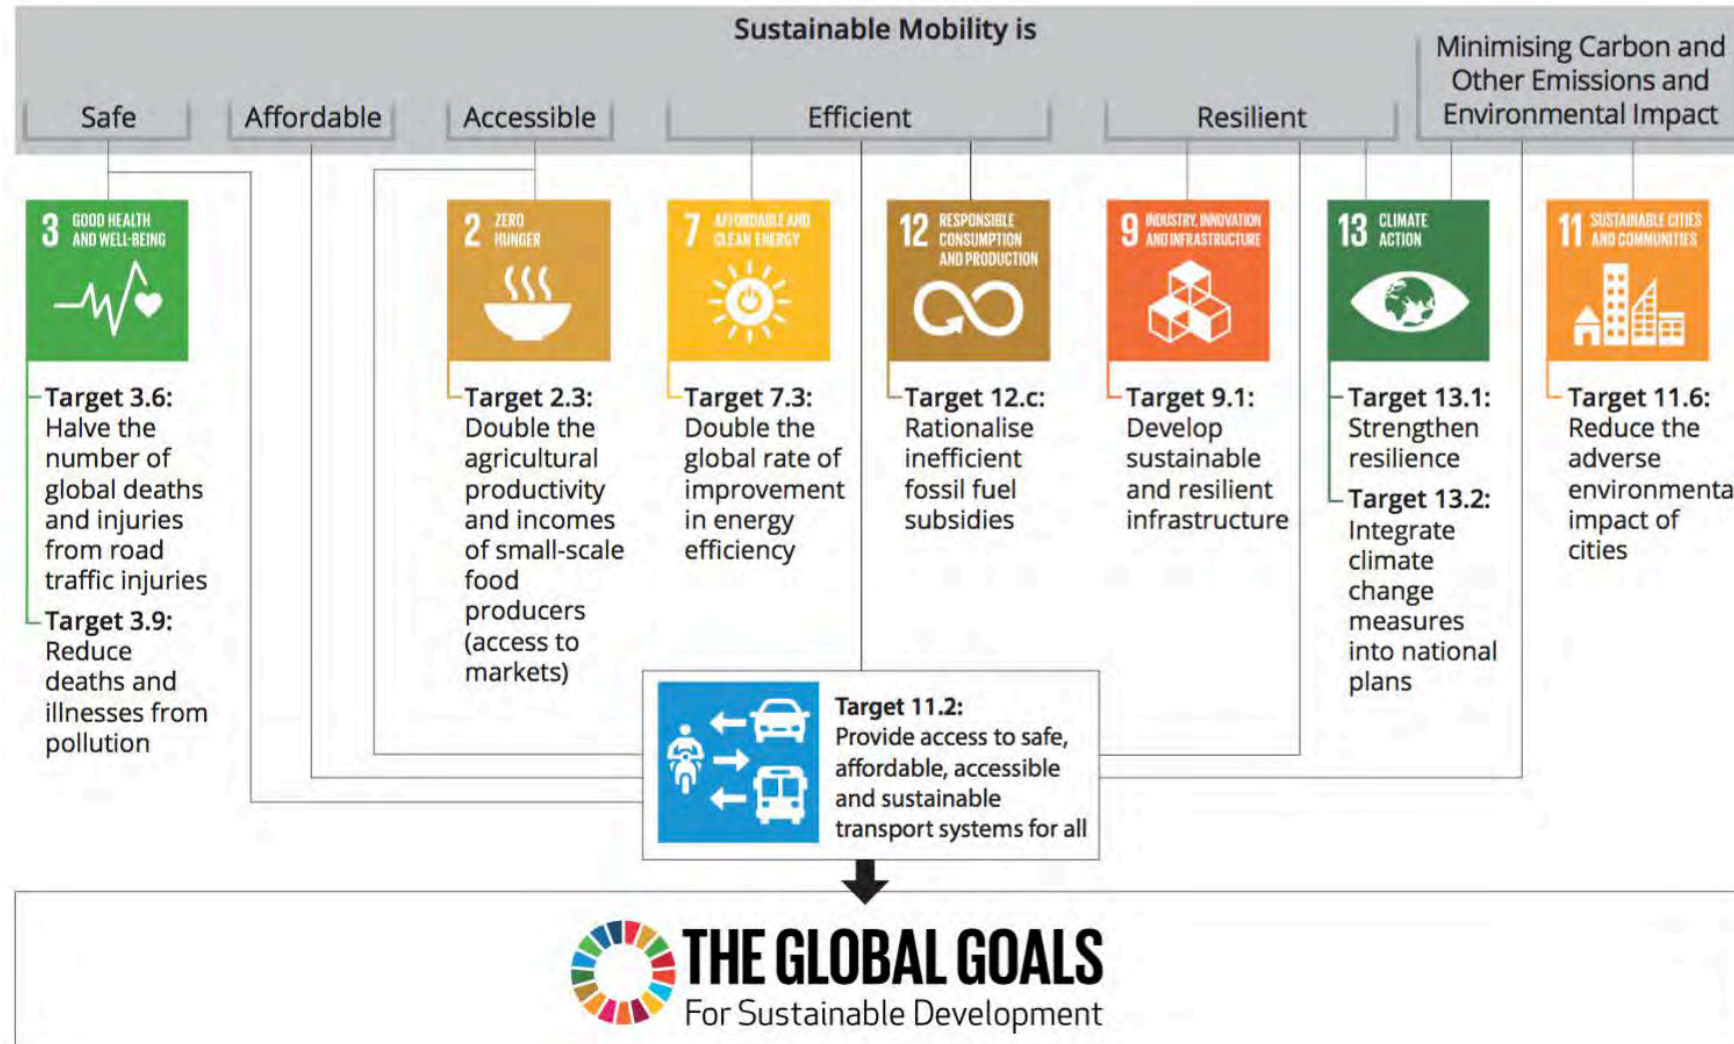 Sustainable Mobility is
Safe
Affordable
Accessible
Efficient
Resilient
Minimising Carbon and
Other Emissions and
Environmental Impact
3 GOOD HEALTH
AND WELL-BEING
Target 3.6:
Halve the
number of
global deaths
and injuries
from road
traffic injuries
Target 3.9:
Reduce
deaths and
illnesses from
pollution
2 ZERO
HUNGER
Target 2.3:
Double the
agricultural
productivity
and incomes
of small-scale
food
producers
(access to
markets)
7 AFFORDABLE AND
CLEAN ENERGY
Target 7.3:
Double the
global rate of
improvement
in energy
efficiency
12 RESPONSIBLE
CONSUMPTION
AND PRODUCTION
Target 12.c:
Rationalise
inefficient
fossil fuel
subsidies
9 INDUSTRY, INNOVATION
AND INFRASTRUCTURE
Target 9.1:
Develop
sustainable
and resilient
infrastructure
13 CLIMATE
ACTION
Target 13.1:
Strengthen
resilience
Target 13.2:
Integrate
climate
change
measures
into national
plans
11 SUSTAINABLE CITIES
AND COMMUNITIES
Target 11.6:
Reduce the
adverse
environmenta
impact of
cities
Target 11.2:
Provide access to safe,
affordable, accessible
and sustainable
transport systems for all
THE GLOBAL GOALS
For Sustainable Development